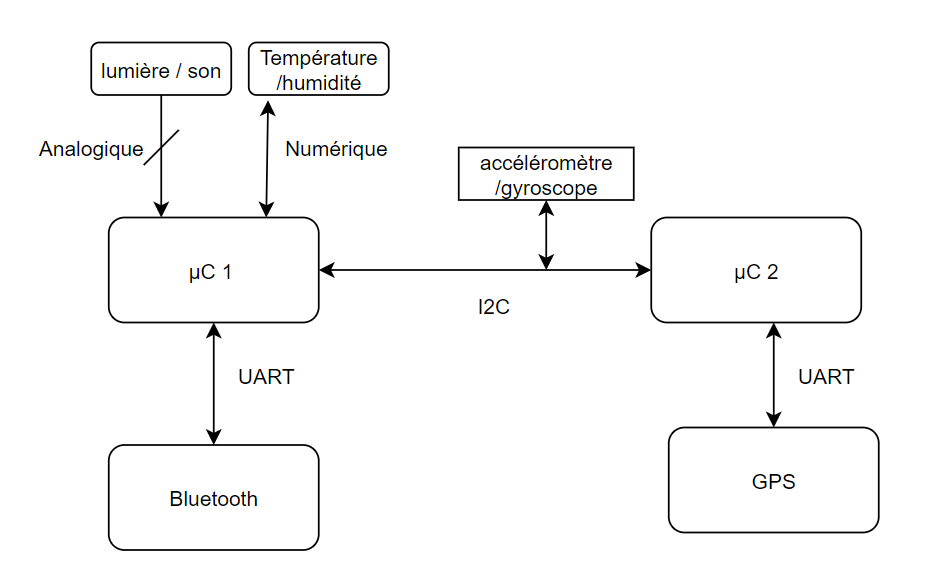 lumière / son
Température
/humidité
Analogique
Numérique
accéléromètre
/gyroscope
µC 1
µC 2
I2C
UART
UART
Bluetooth
GPS